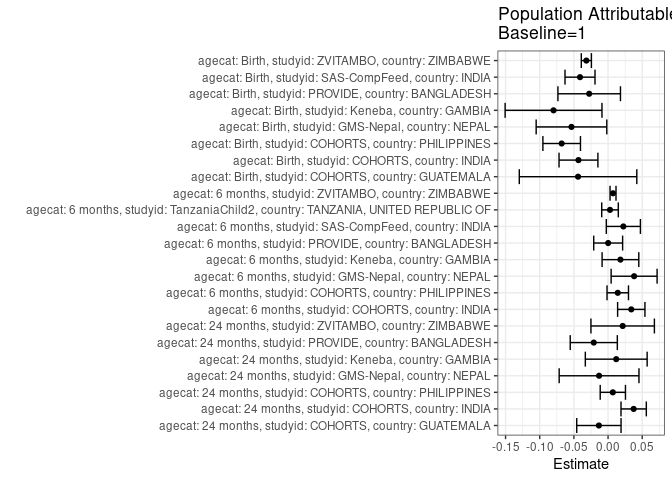 Population Attributable
Baseline=1
agecat: Birth, studyid: ZVITAMBO, country: ZIMBABWE
agecat: Birth, studyid: SAS-CompFeed, country: INDIA
agecat: Birth, studyid: PROVIDE, country: BANGLADESH
agecat: Birth, studyid: Keneba, country: GAMBIA
agecat: Birth, studyid: GMS-Nepal, country: NEPAL
agecat: Birth, studyid: COHORTS, country: PHILIPPINES
agecat: Birth, studyid: COHORTS, country: INDIA
agecat: Birth, studyid: COHORTS, country: GUATEMALA
agecat: 6 months, studyid: ZVITAMBO, country: ZIMBABWE
agecat: 6 months, studyid: TanzaniaChild2, country: TANZANIA, UNITED REPUBLIC OF
agecat: 6 months, studyid: SAS-CompFeed, country: INDIA
agecat: 6 months, studyid: PROVIDE, country: BANGLADESH
agecat: 6 months, studyid: Keneba, country: GAMBIA
agecat: 6 months, studyid: GMS-Nepal, country: NEPAL
agecat: 6 months, studyid: COHORTS, country: PHILIPPINES
agecat: 6 months, studyid: COHORTS, country: INDIA
agecat: 24 months, studyid: ZVITAMBO, country: ZIMBABWE
agecat: 24 months, studyid: PROVIDE, country: BANGLADESH
agecat: 24 months, studyid: Keneba, country: GAMBIA
agecat: 24 months, studyid: GMS-Nepal, country: NEPAL
agecat: 24 months, studyid: COHORTS, country: PHILIPPINES
agecat: 24 months, studyid: COHORTS, country: INDIA
agecat: 24 months, studyid: COHORTS, country: GUATEMALA
-0.15 -0.10 -0.05 0.00 0.05
Estimate